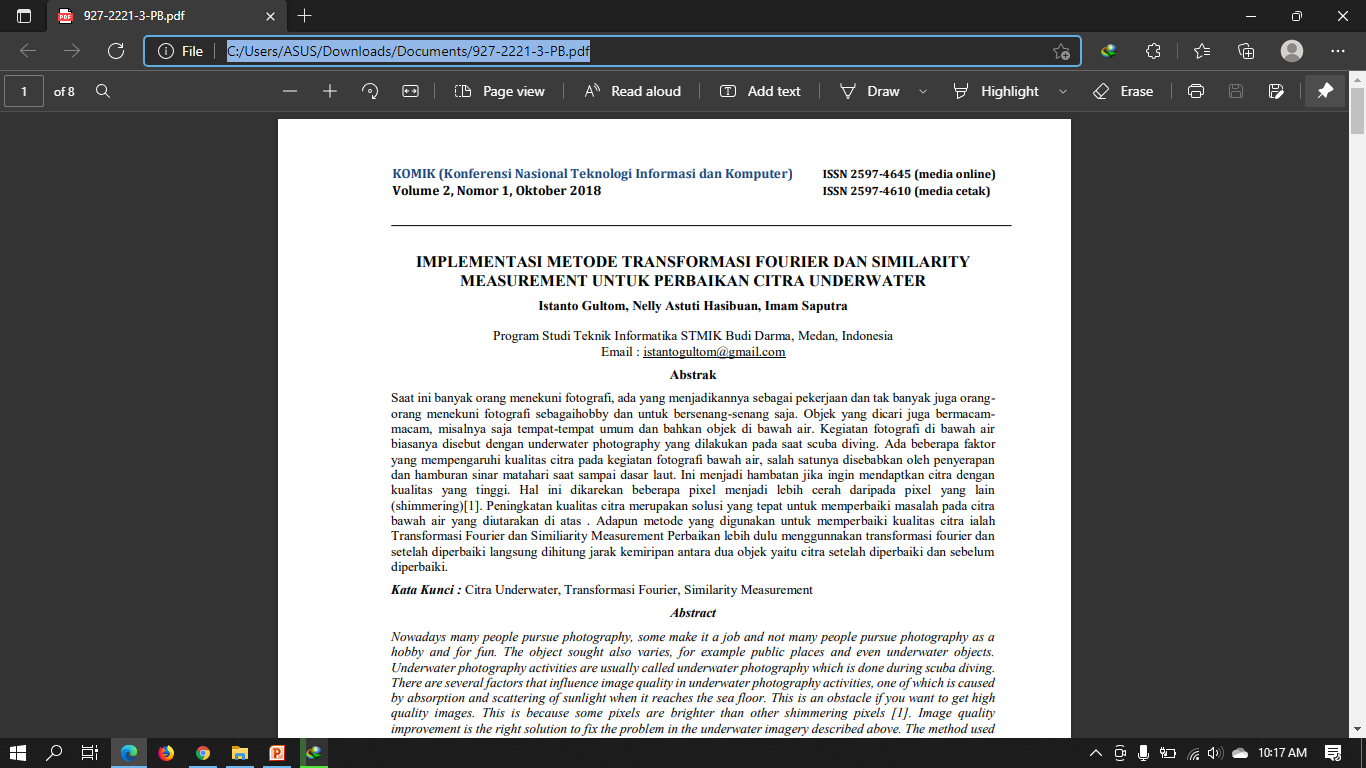 927-2221-3-PB.pdf
File
C:/Users/ASUS/Downloads/Documents/927-2221-3-PB.pdf
1 of 8
Page view
Read aloud
Add text
Draw
Highlight
Erase
KOMIK (Konferensi Nasional Teknologi Informasi dan Komputer) ISSN 2597-4645 (media online)
Volume 2, Nomor 1, Oktober 2018 ISSN 2597-4610 (media cetak)
IMPLEMENTASI METODE TRANSFORMASI FOURIER DAN SIMILARITY
MEASUREMENT UNTUK PERBAIKAN CITRA UNDERWATER
Istanto Gultom, Nelly Astuti Hasibuan, Imam Saputra
Program Studi Teknik Informatika STMIK Budi Darma, Medan, Indonesia
Email : istantogultom@gmail.com
Abstrak
Saat ini banyak orang menekuni fotografi, ada yang menjadikannya sebagai pekerjaan dan tak banyak juga orang-
orang menekuni fotografi sebagaihobby dan untuk bersenang-senang saja. Objek yang dicari juga bermacam-
macam, misalnya saja tempat-tempat umum dan bahkan objek di bawah air. Kegiatan fotografi di bawah air
biasanya disebut dengan underwater photography yang dilakukan pada saat scuba diving. Ada beberapa faktor
yang mempengaruhi kualitas citra pada kegiatan fotografi bawah air, salah satunya disebabkan oleh penyerapan
dan hamburan sinar matahari saat sampai dasar laut. Ini menjadi hambatan jika ingin mendaptkan citra dengan
kualitas yang tinggi. Hal ini dikarekan beberapa pixel menjadi lebih cerah daripada pixel yang lain
(shimmering)[1]. Peningkatan kualitas citra merupakan solusi yang tepat untuk memperbaiki masalah pada citra
bawah air yang diutarakan di atas . Adapun metode yang digunakan untuk memperbaiki kualitas citra ialah
Transformasi Fourier dan Similiarity Measurement Perbaikan lebih dulu menggunnakan transformasi fourier dan
setelah diperbaiki langsung dihitung jarak kemiripan antara dua objek yaitu citra setelah diperbaiki dan sebelum
diperbaiki.
Kata Kunci : Citra Underwater, Transformasi Fourier, Similarity Measurement
Abstract
Nowadays many people pursue photography, some make it a job and not many people pursue photography as a
hobby and for fun. The object sought also varies, for example public places and even underwater objects.
Underwater photography activities are usually called underwater photography which is done during scuba diving.
There are several factors that influence image quality in underwater photography activities, one of which is caused
by absorption and scattering of sunlight when it reaches the sea floor. This is an obstacle if you want to get high
quality images. This is because some pixels are brighter than other shimmering pixels [1]. Image quality
improvement is the right solution to fix the problem in the underwater imagery described above. The method used
10:17 AM